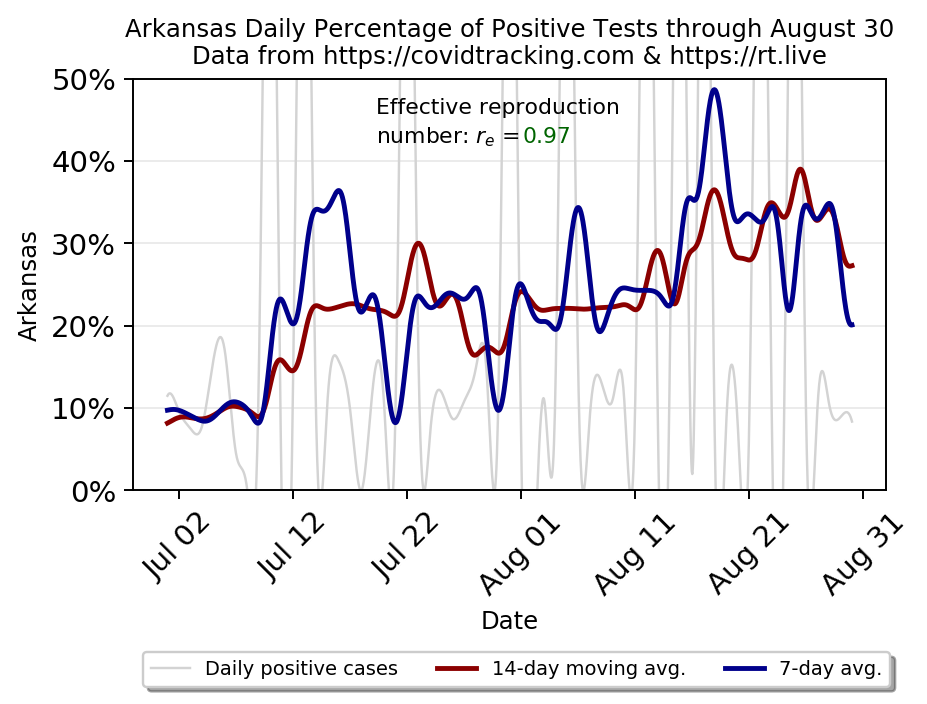 Arkansas Daily Percentage of Positive Tests through August 30
Data from https://covidtracking.com & https://rt.live
50%
Effective reproduction
number: rₑ =0.97
40%
30%
20%
10%
0%
Arkansas
Jul 02
Jul 12
Jul 22
Aug 01
Aug 11
Aug 21
Aug 31
Date
Daily positive cases
14-day moving avg.
7-day avg.